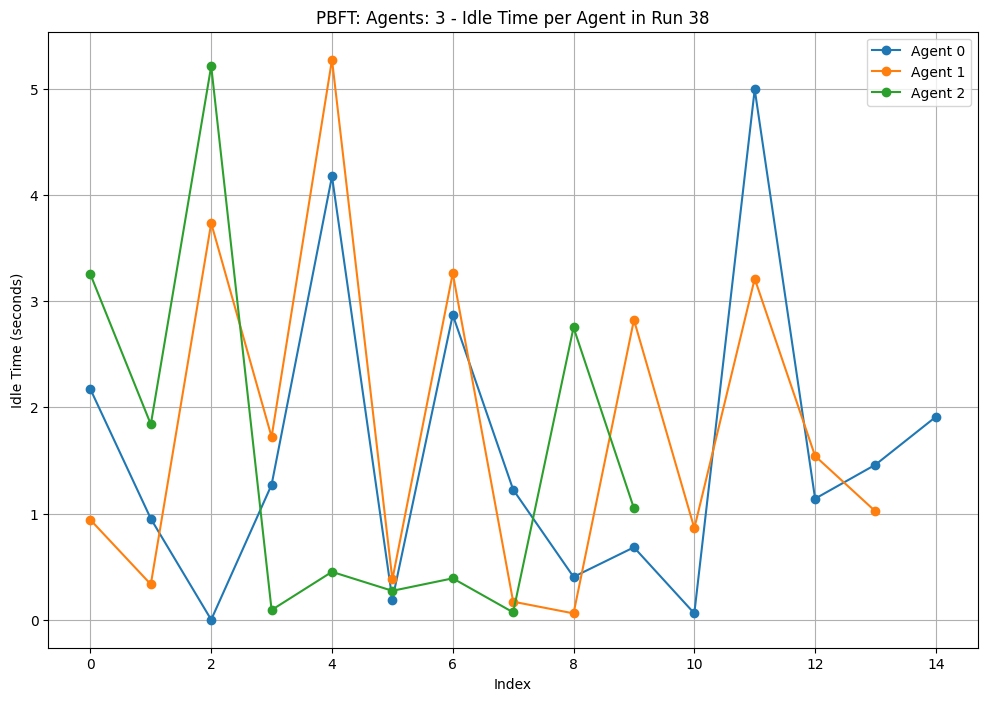 PBFT: Agents: 3 - Idle Time per Agent in Run 38
Agent 0
Agent 1
Agent 2
Idle Time (seconds)
5
4
3
2
1
0
0 2 4 6 8 10 12 14
Index